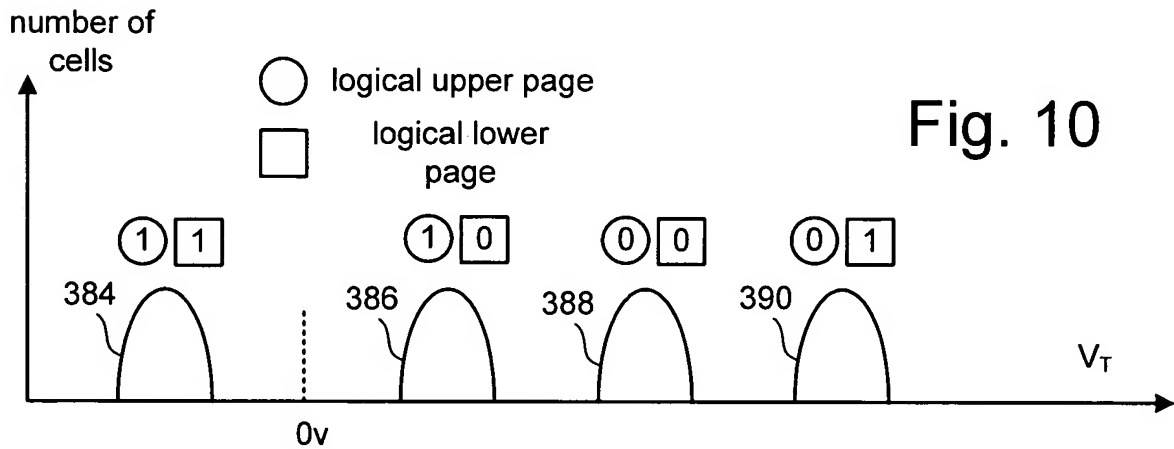 number of
cells
logical upper page
logical lower
page
Fig. 10
1 1
1 0
0 0
0 1
384
386
388
390
VT
0v